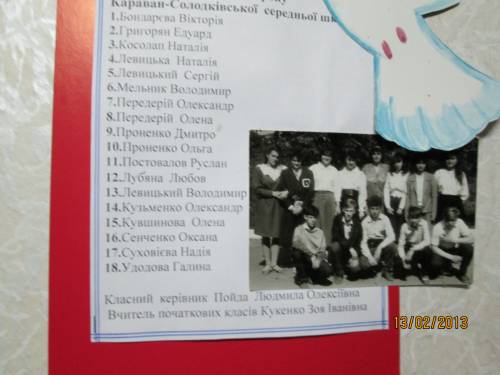 Караван-Солодківської середньої шк
1.Бондарєва Вікторія
2.Григорян Едуард
3.Косолап Наталія
4.Левицька Наталія
5.Левицький Сергій
6.Мельник Володимир
7.Передерій Олександр
8.Передерій Олена
9.Проненко Дмитро
10.Проненко Ольга
11.Постовалов Руслан
12.Лубяна Любов
13.Левицький Володимир
14.Кузьменко Олександр
15.Кувшинова Олена
16.Сенченко Оксана
17.Суховієва Надія
18.Удодова Галина
Класний керівник Пойда Людмила Олексіївна
Вчитель початкових класів Кукенко Зоя Іванівна
13/02/2013